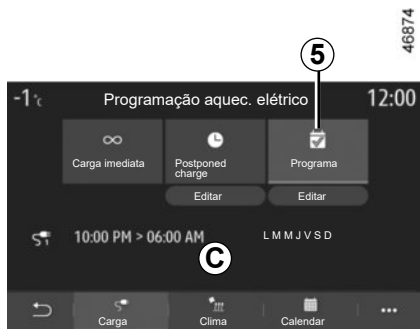 46874
5
-1°c Programação aquec. elétrico 12:00
Carga imediata
Postponed
charge
Programa
Editar
Editar
10:00 PM > 06:00 AM L M M J V S D
C
Carga
Clima
Calendar